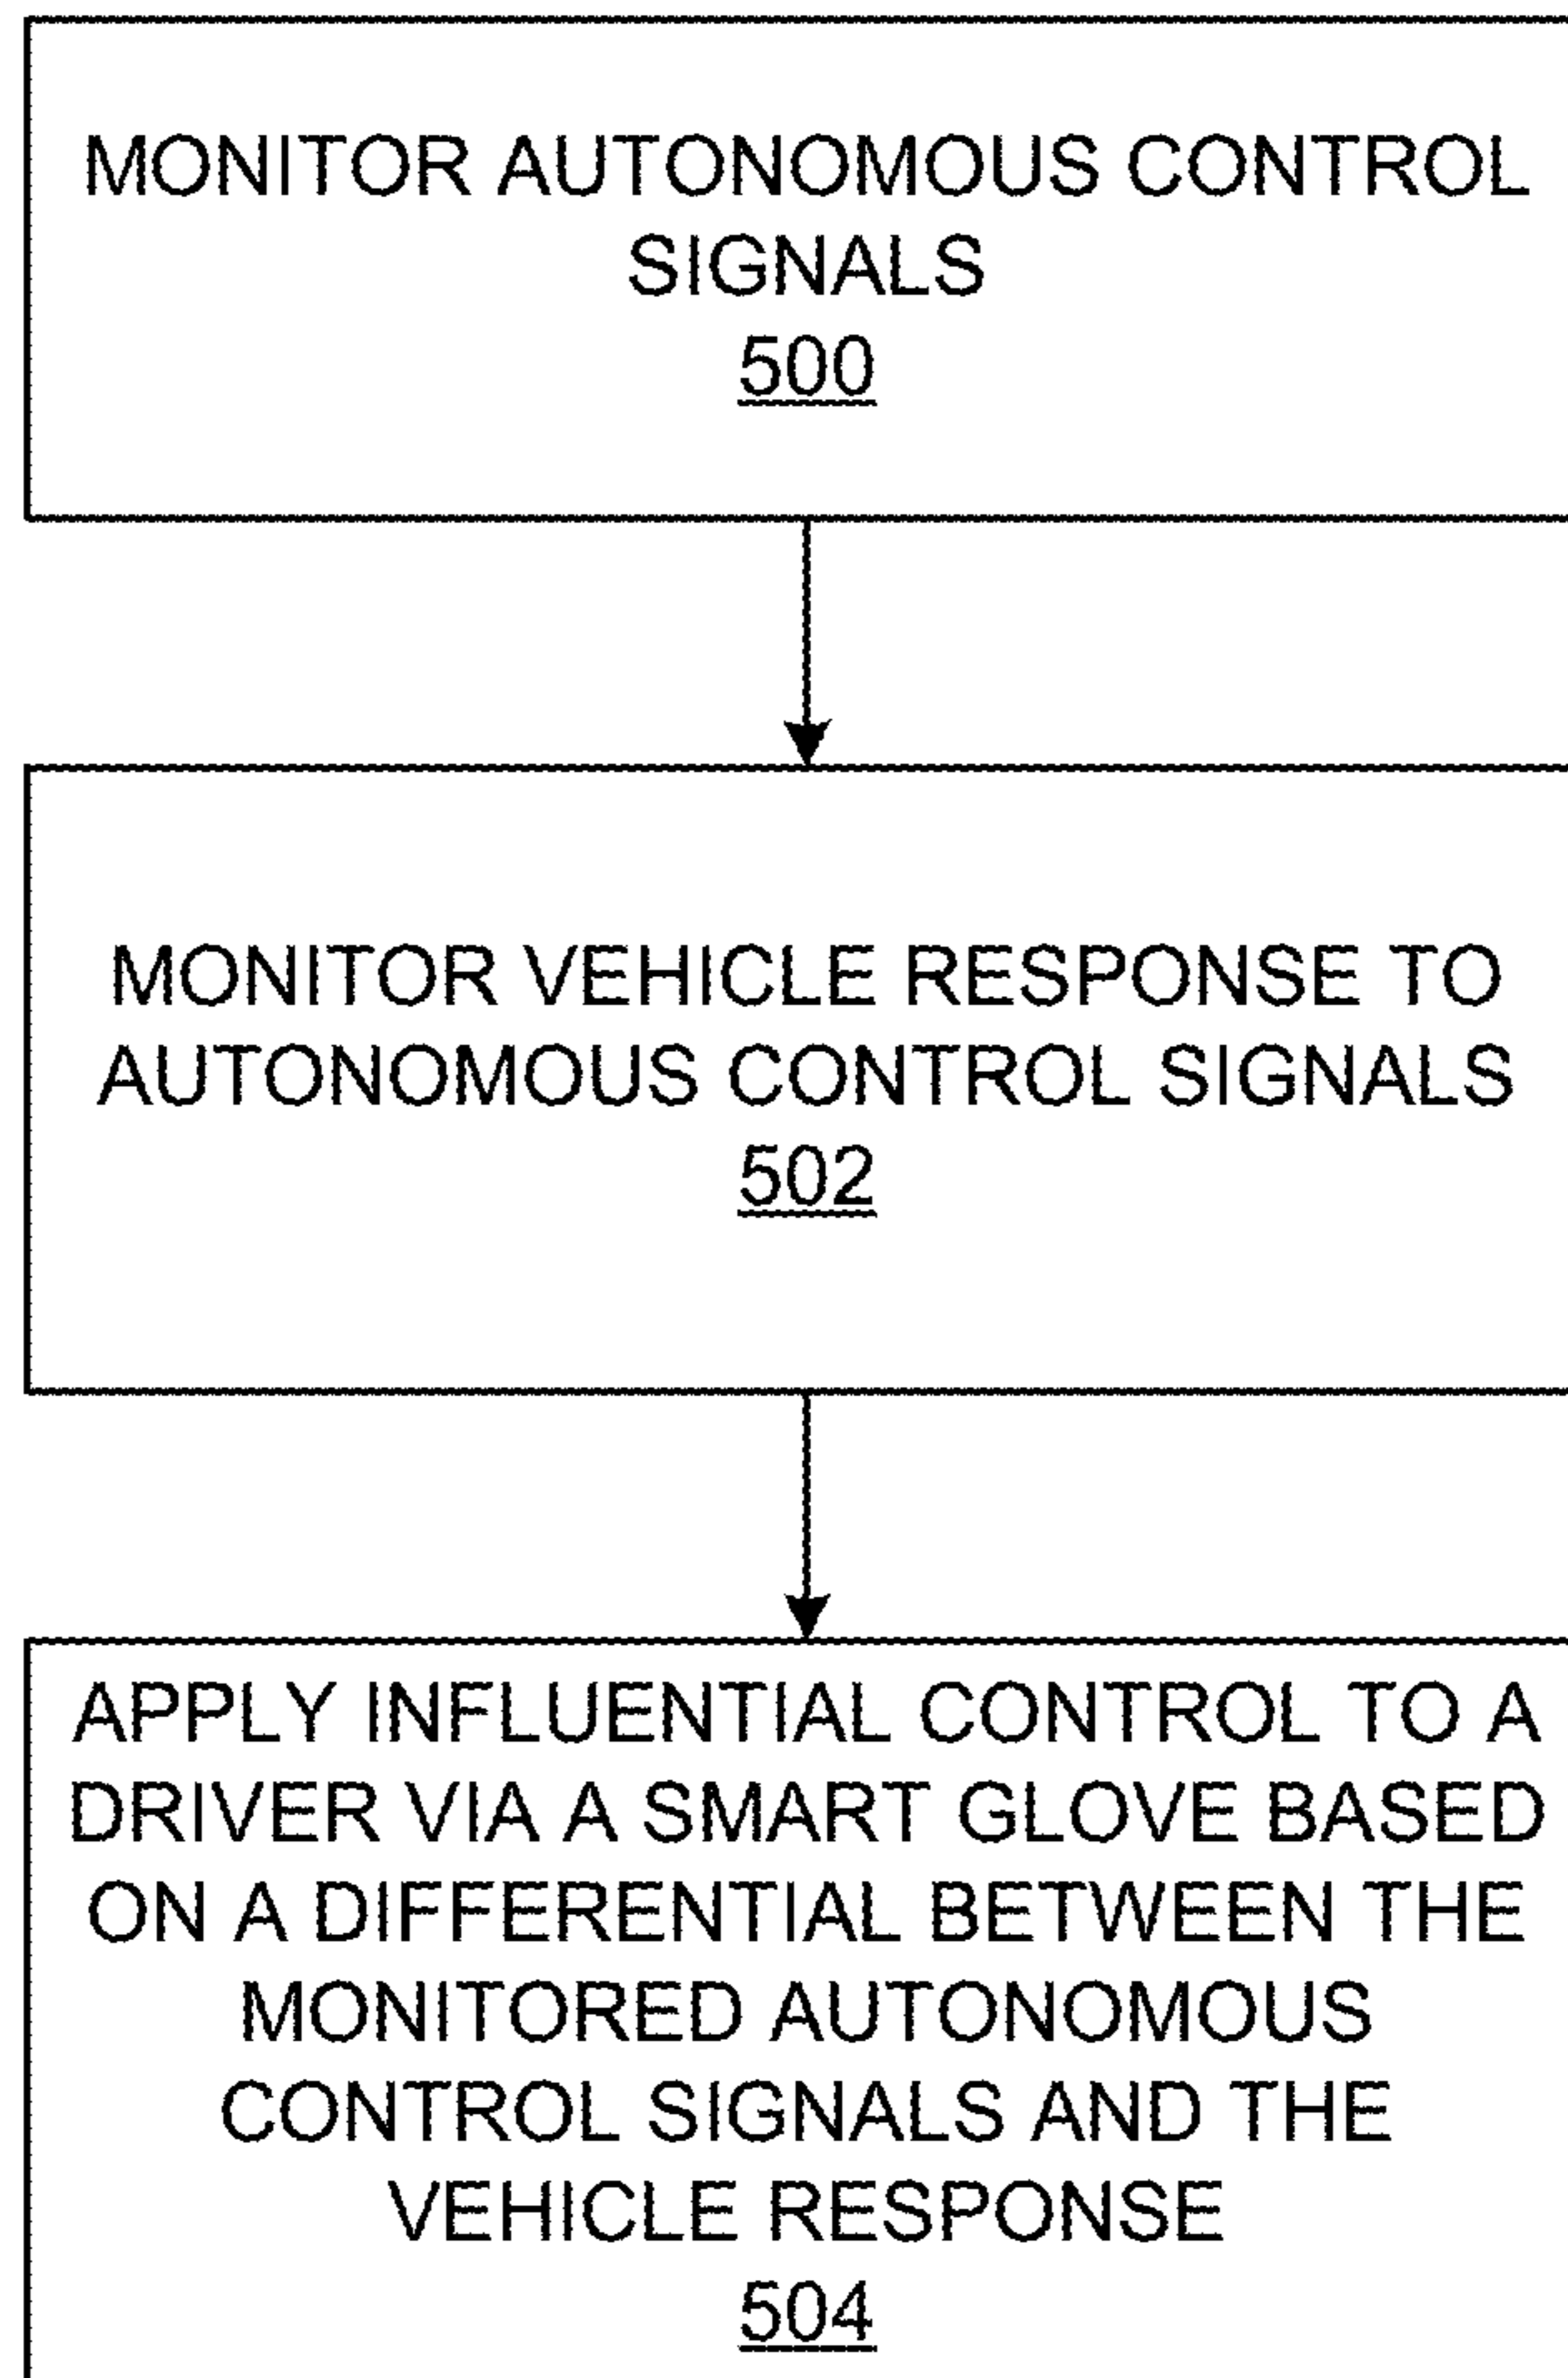 MONITOR AUTONOMOUS CONTROL
SIGNALS
500
MONITOR VEHICLE RESPONSE TO
AUTONOMOUS CONTROL SIGNALS
502
APPLY INFLUENTIAL CONTROL TO A
DRIVER VIA A SMART GLOVE BASED
ON A DIFFERENTIAL BETWEEN THE
MONITORED AUTONOMOUS
CONTROL SIGNALS AND THE
VEHICLE RESPONSE
504